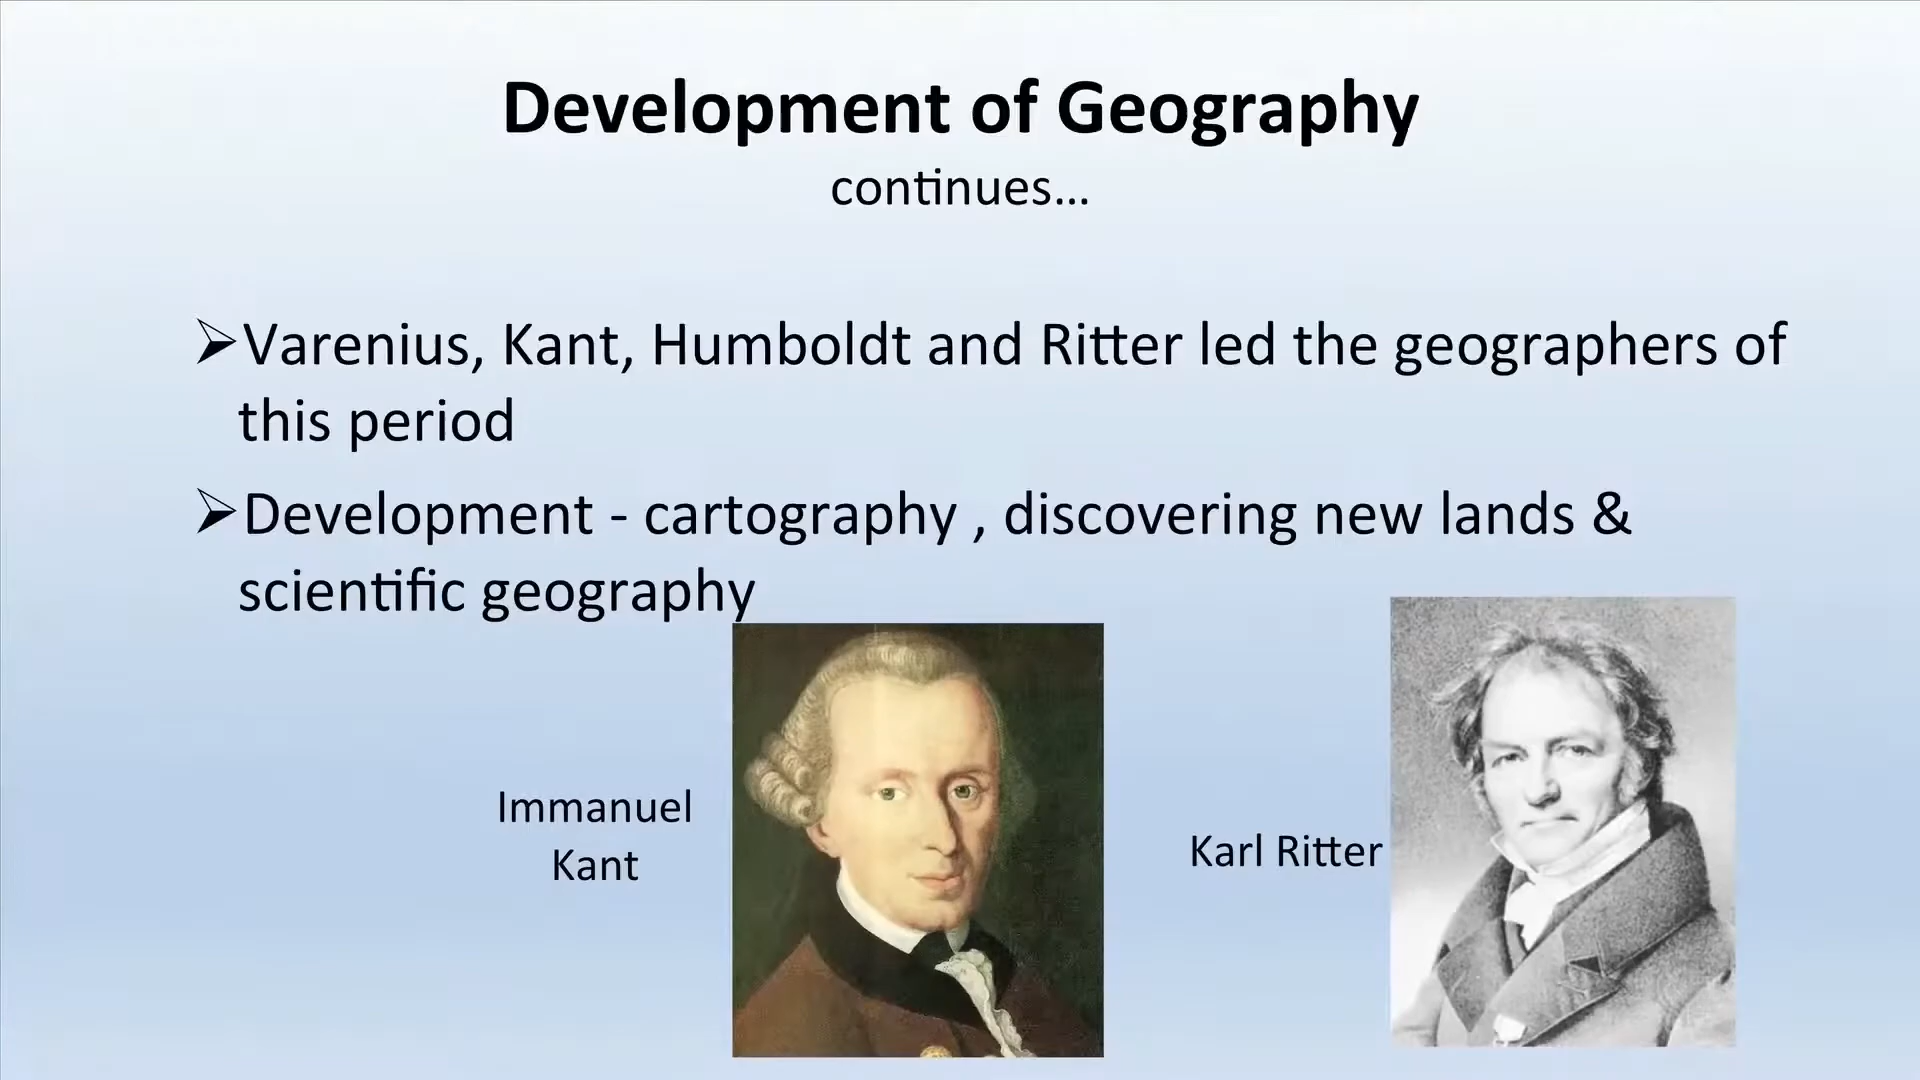 Development of Geography
continues...
➢Varenius, Kant, Humboldt and Ritter led the geographers of
this period
➢Development - cartography , discovering new lands &
scientific geography
Immanuel
Kant
Karl Ritter